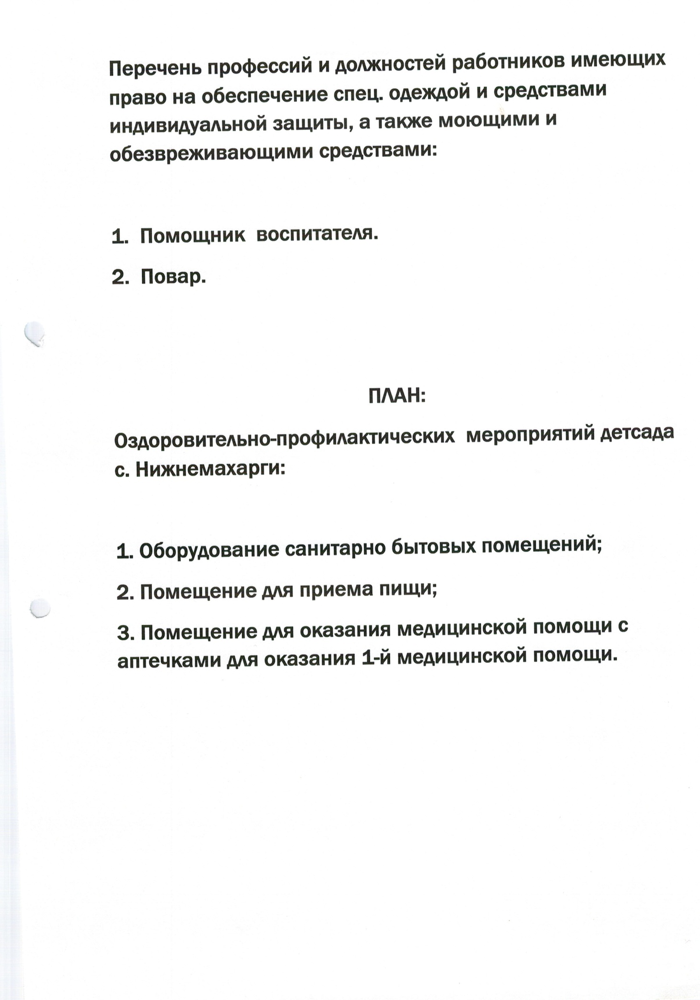 Перечень профессий и должностей работников имеющих
право на обеспечение спец. одеждой и средствами
индивидуальной защиты, а также моющими и
обезвреживающими средствами:
1. Помощник воспитателя.
2. Повар.
ПЛАН:
Оздоровительно-профилактических мероприятий детсада
с. Нижнемахарги:
1. Оборудование санитарно бытовых помещений;
2. Помещение для приема пищи;
3. Помещение для оказания медицинской помощи с
аптечками для оказания 1-й медицинской помощи.